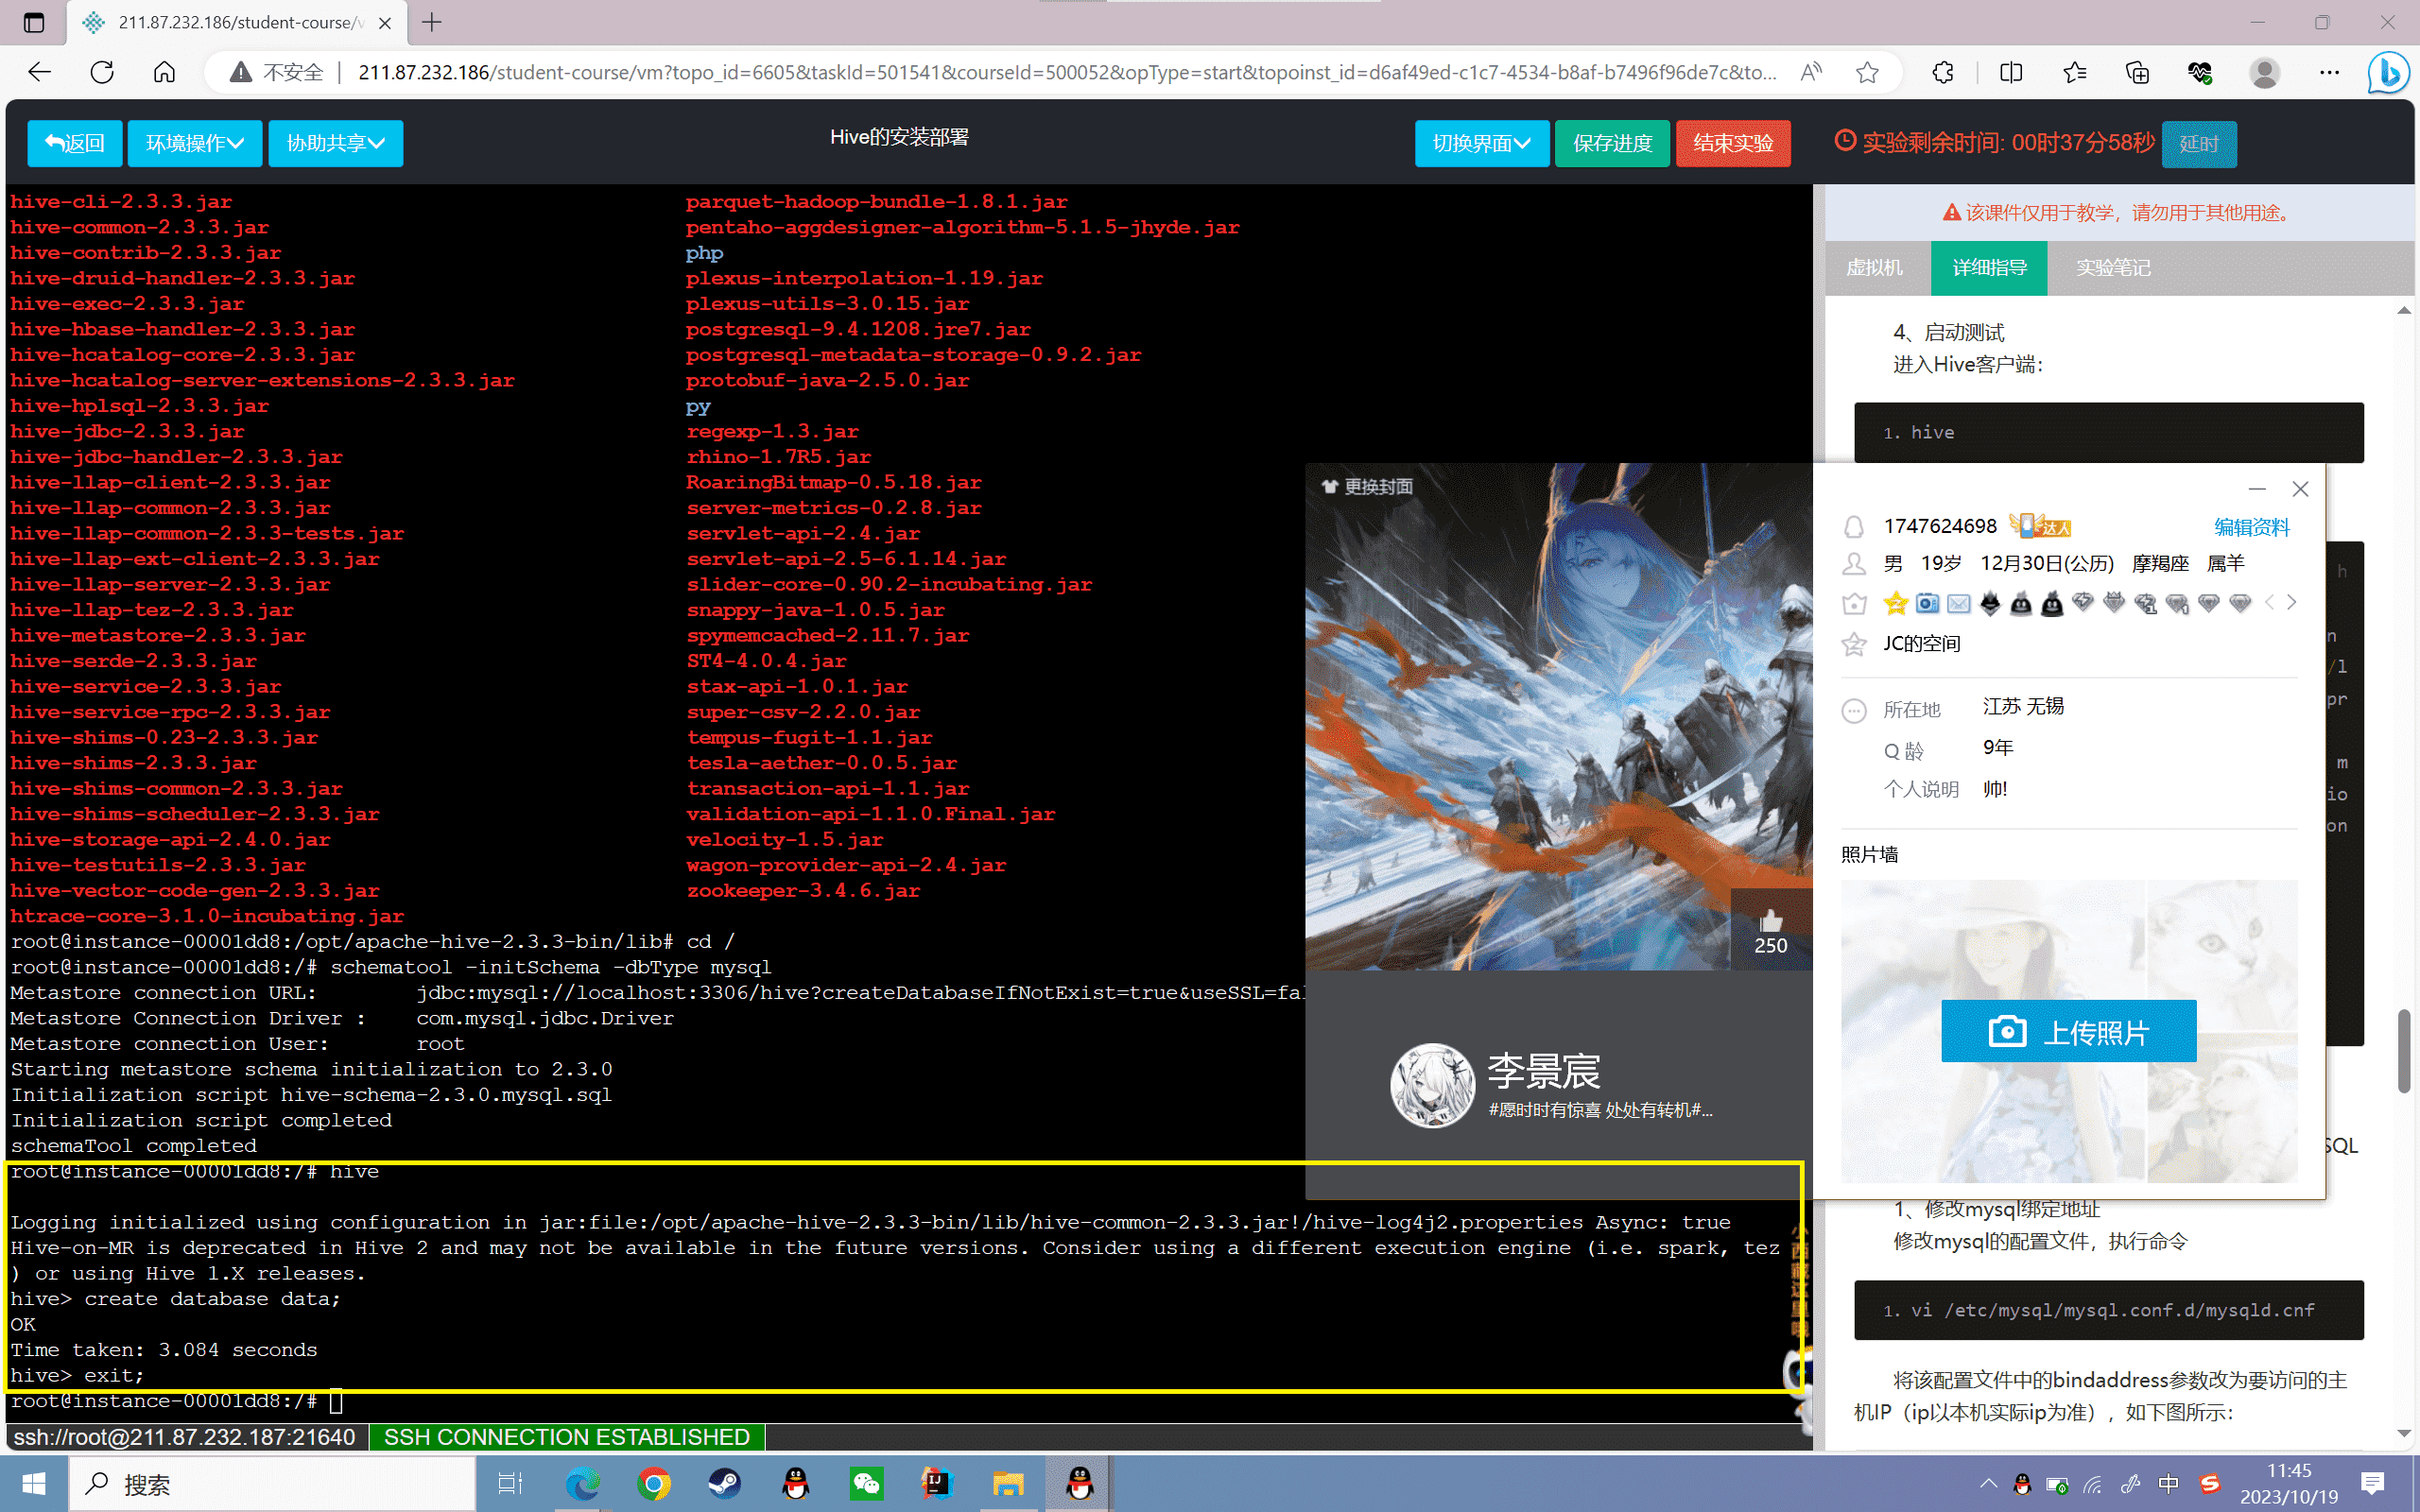 211.87.232.186/student-course/v
不安全
211.87.232.186/student-course/vm?topo_id=6605&taskId=501541&courseId=500052&opType=start&topoinst_id=d6af49ed-c1c7-4534-b8af-b7496f96de7c&to...
返回
环境操作
协助共享
Hive的安装部署
切换界面
保存进度
结束实验
实验剩余时间: 00时37分58秒
延时
hive-cli-2.3.3.jar
hive-common-2.3.3.jar
hive-contrib-2.3.3.jar
hive-druid-handler-2.3.3.jar
hive-exec-2.3.3.jar
hive-hbase-handler-2.3.3.jar
hive-hcatalog-core-2.3.3.jar
hive-hcatalog-server-extensions-2.3.3.jar
hive-hplsql-2.3.3.jar
hive-jdbc-2.3.3.jar
hive-jdbc-handler-2.3.3.jar
hive-llap-client-2.3.3.jar
hive-llap-common-2.3.3.jar
hive-llap-common-2.3.3-tests.jar
hive-llap-ext-client-2.3.3.jar
hive-llap-server-2.3.3.jar
hive-llap-tez-2.3.3.jar
hive-metastore-2.3.3.jar
hive-serde-2.3.3.jar
hive-service-2.3.3.jar
hive-service-rpc-2.3.3.jar
hive-shims-0.23-2.3.3.jar
hive-shims-2.3.3.jar
hive-shims-common-2.3.3.jar
hive-shims-scheduler-2.3.3.jar
hive-storage-api-2.4.0.jar
hive-testutils-2.3.3.jar
hive-vector-code-gen-2.3.3.jar
htrace-core-3.1.0-incubating.jar
parquet-hadoop-bundle-1.8.1.jar
pentaho-aggdesigner-algorithm-5.1.5-jhyde.jar
php
plexus-interpolation-1.19.jar
plexus-utils-3.0.15.jar
postgresql-9.4.1208.jre7.jar
postgresql-metadata-storage-0.9.2.jar
protobuf-java-2.5.0.jar
py
regexp-1.3.jar
rhino-1.7R5.jar
RoaringBitmap-0.5.18.jar
server-metrics-0.2.8.jar
servlet-api-2.4.jar
servlet-api-2.5-6.1.14.jar
slider-core-0.90.2-incubating.jar
snappy-java-1.0.5.jar
spymemcached-2.11.7.jar
ST4-4.0.4.jar
stax-api-1.0.1.jar
super-csv-2.2.0.jar
tempus-fugit-1.1.jar
tesla-aether-0.0.5.jar
transaction-api-1.1.jar
validation-api-1.1.0.Final.jar
velocity-1.5.jar
wagon-provider-api-2.4.jar
zookeeper-3.4.6.jar
root@instance-00001dd8:/opt/apache-hive-2.3.3-bin/lib# cd /
root@instance-00001dd8:/# schematool -initSchema -dbType mysql
Metastore connection URL: jdbc:mysql://localhost:3306/hive?createDatabaseIfNotExist=true&useSSL=fal
Metastore Connection Driver : com.mysql.jdbc.Driver
Metastore connection User: root
Starting metastore schema initialization to 2.3.0
Initialization script hive-schema-2.3.0.mysql.sql
Initialization script completed
schemaTool completed
root@instance-00001dd8:/# hive
Logging initialized using configuration in jar:file:/opt/apache-hive-2.3.3-bin/lib/hive-common-2.3.3.jar!/hive-log4j2.properties Async: true
Hive-on-MR is deprecated in Hive 2 and may not be available in the future versions. Consider using a different execution engine (i.e. spark, tez
) or using Hive 1.X releases.
hive> create database data;
OK
Time taken: 3.084 seconds
hive> exit;
root@instance-00001dd8:/#
ssh://root@211.87.232.187:21640
SSH CONNECTION ESTABLISHED
更换封面
250
李景宸
#愿时时有惊喜 处处有转机#...
1747624698
达人
编辑资料
男 19岁 12月30日(公历) 摩羯座 属羊
JC的空间
所在地 江苏 无锡
Q 龄 9年
个人说明 帅!
照片墙
上传照片
该课件仅用于教学，请勿用于其他用途。
虚拟机
详细指导
实验笔记
4、启动测试
进入Hive客户端：
1. hive
h
n
/l
pr
m
io
on
SQL
1、修改mysql绑定地址
修改mysql的配置文件，执行命令
1. vi /etc/mysql/mysql.conf.d/mysqld.cnf
将该配置文件中的bindaddress参数改为要访问的主
机IP（ip以本机实际ip为准），如下图所示：
搜索
中
11:45
2023/10/19